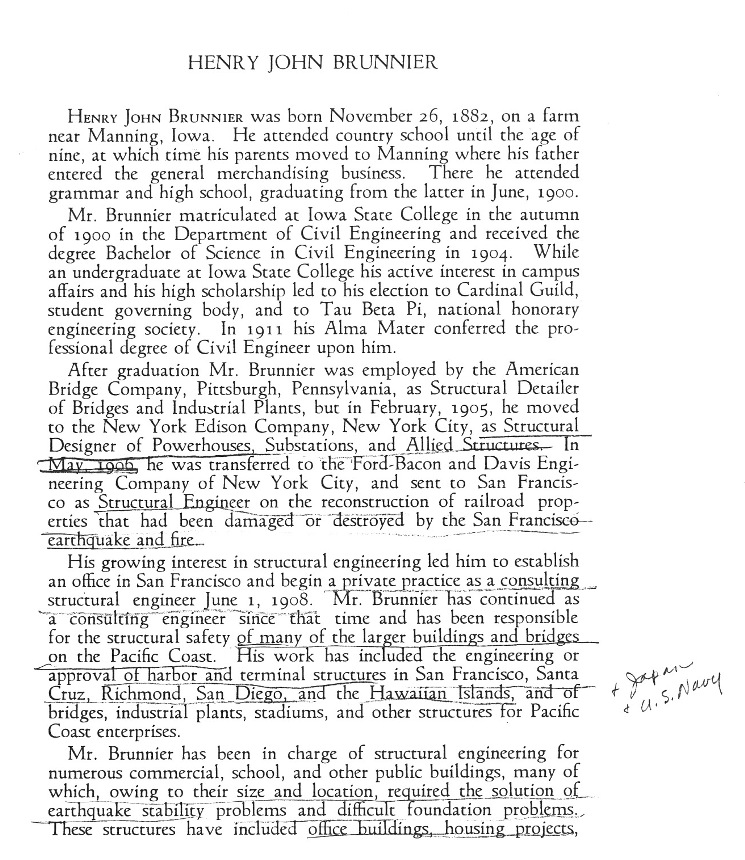 HENRY JOHN BRUNNIER
HENRY JOHN BRUNNIER was born November 26, 1882, on a farm
near Manning, Iowa. He attended country school until the age of
nine, at which time his parents moved to Manning where his father
entered the general merchandising business. There he attended
grammar and high school, graduating from the latter in June, 1900.
Mr. Brunnier matriculated at Iowa State College in the autumn
of 1900 in the Department of Civil Engineering and received the
degree Bachelor of Science in Civil Engineering in 1904. While
an undergraduate at Iowa State College his active interest in campus
affairs and his high scholarship led to his election to Cardinal Guild,
student governing body, and to Tau Beta Pi, national honorary
engineering society. In 1911 his Alma Mater conferred the pro-
fessional degree of Civil Engineer upon him.
After graduation Mr. Brunnier was employed by the American
Bridge Company, Pittsburgh, Pennsylvania, as Structural Detailer
of Bridges and Industrial Plants, but in February, 1905, he moved
to the New York Edison Company, New York City, as Structural
Designer of Powerhouses, Substations, and Allied Structures. In
May, 1906, he was transferred to the Ford-Bacon and Davis Engi-
neering Company of New York City, and sent to San Francis-
co as Structural Engineer on the reconstruction of railroad prop-
erties that had been damaged or destroyed by the San Francisco
earthquake and fire.
His growing interest in structural engineering led him to establish
an office in San Francisco and begin a private practice as a consulting
structural engineer June 1, 1908. Mr. Brunnier has continued as
a consulting engineer since that time and has been responsible
for the structural safety of many of the larger buildings and bridges
on the Pacific Coast. His work has included the engineering or
approval of harbor and terminal structures in San Francisco, Santa
Cruz, Richmond, San Diego, and the Hawaiian Islands, and of
bridges, industrial plants, stadiums, and other structures for Pacific
Coast enterprises.
+ Japan
+ U.S. Navy
Mr. Brunnier has been in charge of structural engineering for
numerous commercial, school, and other public buildings, many of
which, owing to their size and location, required the solution of
earthquake stability problems and difficult foundation problems.
These structures have included office buildings, housing projects,